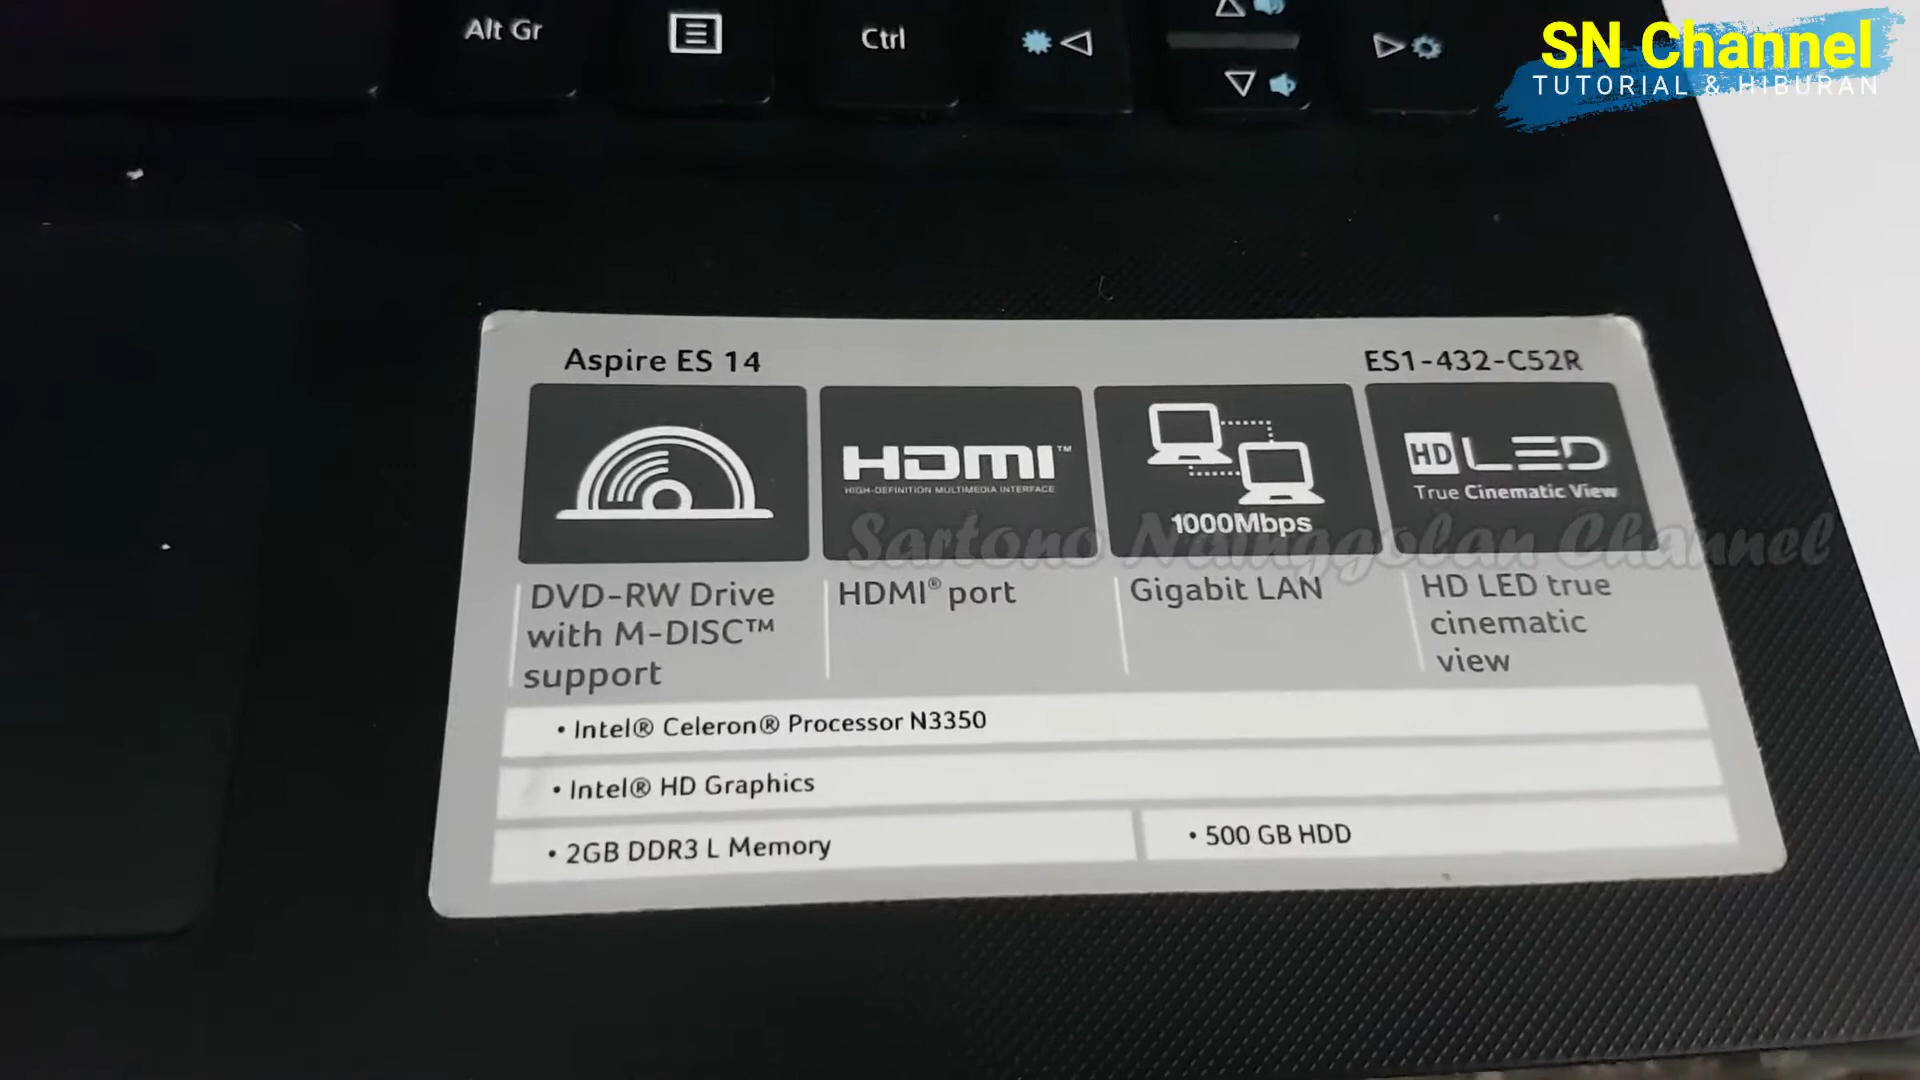 Alt Gr
Ctrl
SN Channel
TUTORIAL & HIBURAN
Aspire ES 14
ES1-432-C52R
HDMI™
HIGH-DEFINITION MULTIMEDIA INTERFACE
1000Mbps
HD LED
True Cinematic View
Sartono Nainggolan Channel
DVD-RW Drive
with M-DISC™
support
HDMI® port
Gigabit LAN
HD LED true
cinematic
view
• Intel® Celeron® Processor N3350
• Intel® HD Graphics
• 2GB DDR3 L Memory
• 500 GB HDD